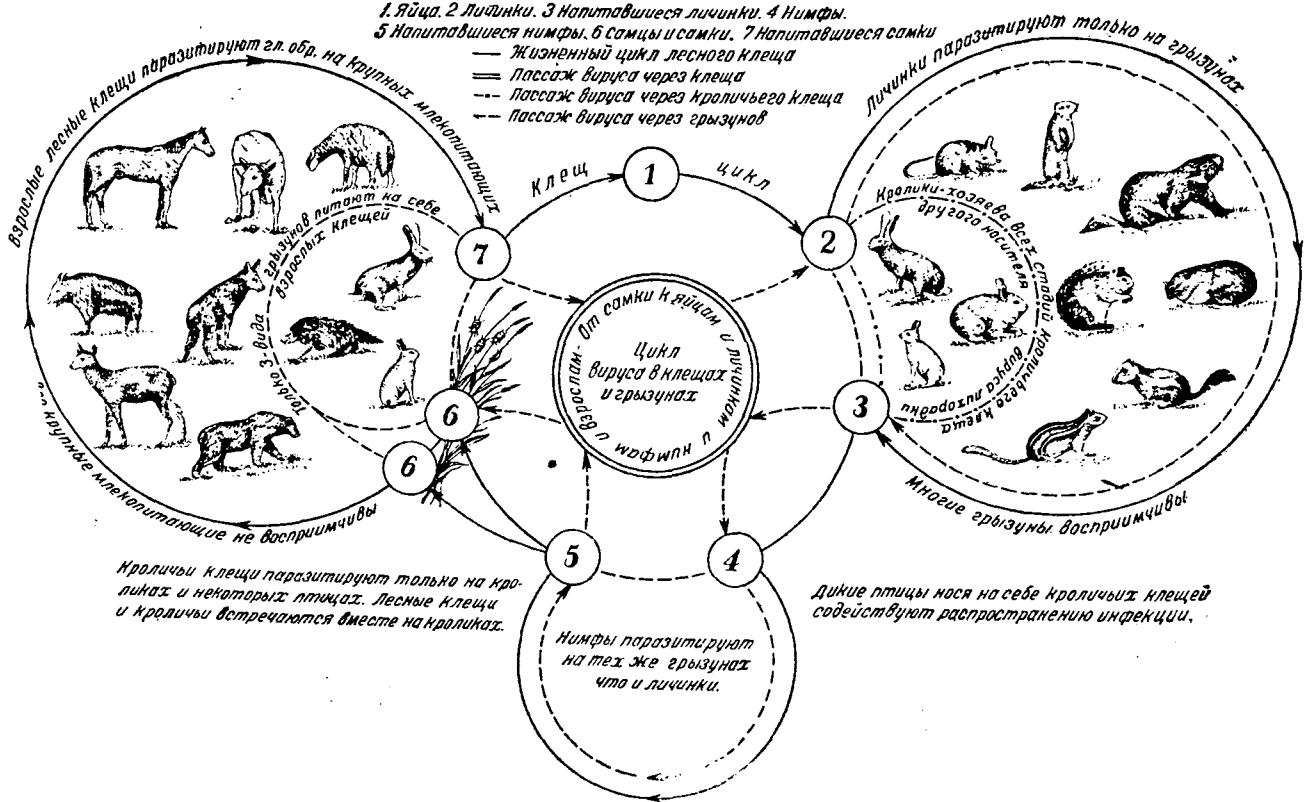 1. Яйца. 2 Личинки. 3 Напитавшиеся личинки. 4 Нимфы.
5 Напитавшиеся нимфы. 6 Самцы и самки. 7 Напитавшиеся самки
Жизненный цикл лесного клеща
Пассаж вируса через клеща
Пассаж вируса через кроличьего клеща
Пассаж вируса через грызунов
Взрослые лесные клещи паразитируют гл. обр. на крупных млекопитающих
крупные млекопитающие не восприимчивы
Только 3-вида грызунов питают на себе
взрослых клещей
Клещ
цикл
1
2
3
4
5
6
6
7
Личинки паразитируют только на грызунах
Многие грызуны восприимчивы
Кролики-хозяева всех стадий кроличьего клеща
другого носителя вируса лихорадки
От самки к яйцам и личинкам и нимфам и взрослам
Цикл
вируса в клещах
и грызунах
Кроличьи клещи паразитируют только на кро-
ликах и некоторых птицах. Лесные клещи
и кроличьи встречаются вместе на кроликах.
Дикие птицы нося на себе кроличьих клещей
содействуют распространению инфекции.
Нимфы паразитируют
на тех же грызунах
что и личинки.